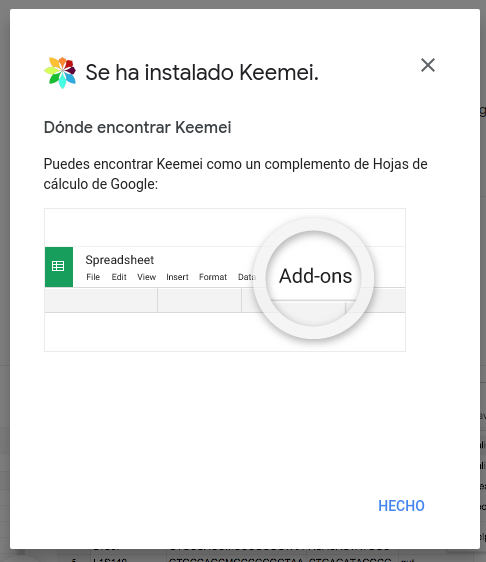 Se ha instalado Keemei.
Dónde encontrar Keemei
Puedes encontrar Keemei como un complemento de Hojas de
cálculo de Google:
Spreadsheet
File Edit View Insert Format Data
Add-ons
HECHO